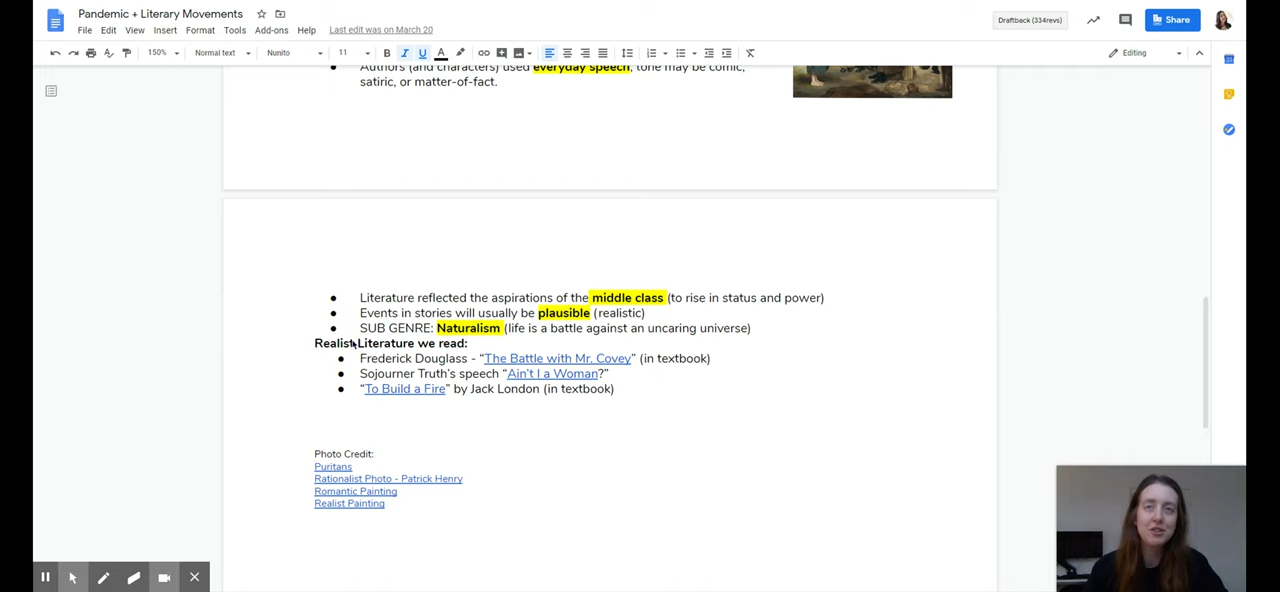 Pandemic + Literary Movements
File Edit View Insert Format Tools Add-ons Help Last edit was on March 20
Draftback (334revs)
Share
150% Normal text Nunito 11 B I U A Editing
Authors (and characters) used everyday speech, tone may be comic,
satiric, or matter-of-fact.
● Literature reflected the aspirations of the middle class (to rise in status and power)
● Events in stories will usually be plausible (realistic)
● SUB GENRE: Naturalism (life is a battle against an uncaring universe)
Realist Literature we read:
● Frederick Douglass - “The Battle with Mr. Covey” (in textbook)
● Sojourner Truth's speech “Ain't I a Woman?”
● “To Build a Fire” by Jack London (in textbook)
Photo Credit:
Puritans
Rationalist Photo - Patrick Henry
Romantic Painting
Realist Painting